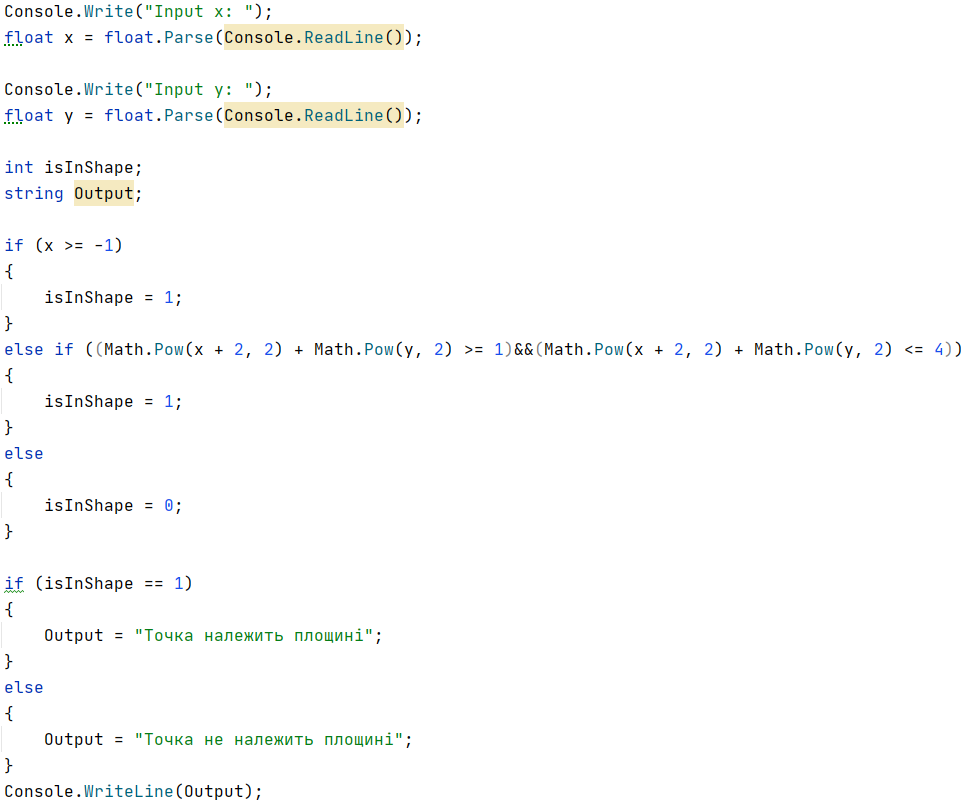 Console.Write("Input x: ");
float x = float.Parse(Console.ReadLine());
Console.Write("Input y: ");
float y = float.Parse(Console.ReadLine());
int isInShape;
string Output;
if (x >= -1)
{
    isInShape = 1;
}
else if ((Math.Pow(x + 2, 2) + Math.Pow(y, 2) >= 1)&&(Math.Pow(x + 2, 2) + Math.Pow(y, 2) <= 4))
{
    isInShape = 1;
}
else
{
    isInShape = 0;
}
if (isInShape == 1)
{
    Output = "Точка належить площині";
}
else
{
    Output = "Точка не належить площині";
}
Console.WriteLine(Output);